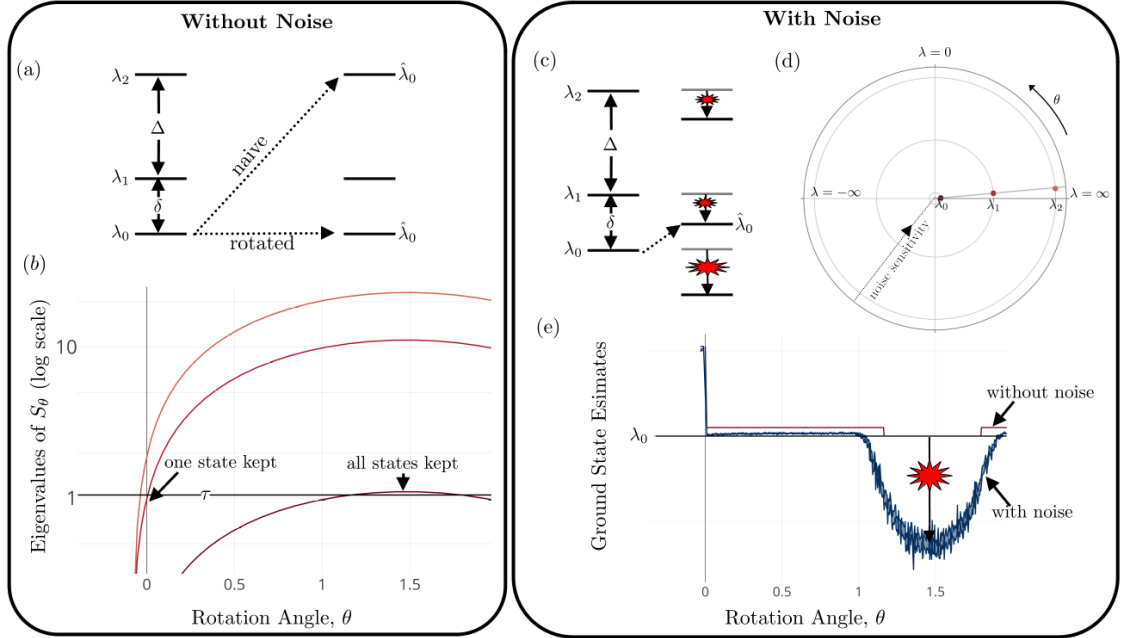 Without Noise
(a)
λ₂
λ̂₀
Δ
naive
λ₁
δ
λ₀
rotated
λ̂₀
(b)
Eigenvalues of S_θ (log scale)
10
1
one state kept
all states kept
τ
0
0.5
1
1.5
Rotation Angle, θ
With Noise
(c)
λ₂
Δ
λ₁
δ
λ̂₀
λ₀
(d)
λ = 0
θ
λ = −∞
λ = ∞
λ₀
λ₁
λ₂
noise sensitivity
(e)
Ground State Esimates
λ₀
without noise
with noise
0
0.5
1
1.5
Rotation Angle, θ